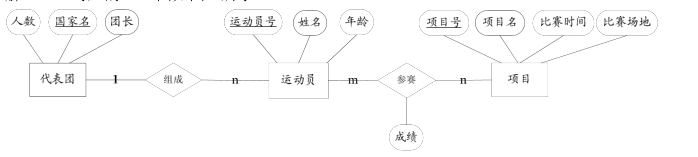 人数 国家名 团长 运动员号 姓名 年龄 项目号 项目名 比赛时间 比赛场地
代表团 1 组成 n 运动员 m 参赛 n 项目
成绩